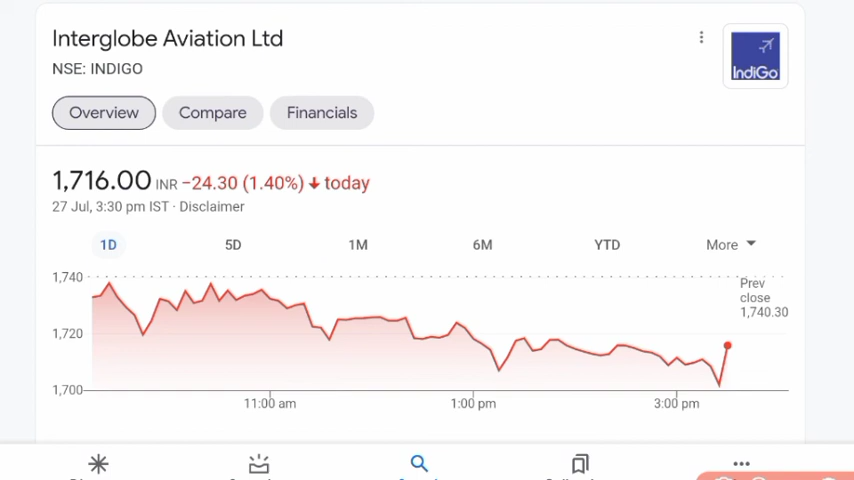 Interglobe Aviation Ltd
NSE: INDIGO
IndiGo
Overview Compare Financials
1,716.00 INR −24.30 (1.40%) ↓ today
27 Jul, 3:30 pm IST · Disclaimer
1D 5D 1M 6M YTD More
1,740
Prev
close
1,740.30
1,720
1,700
11:00 am 1:00 pm 3:00 pm